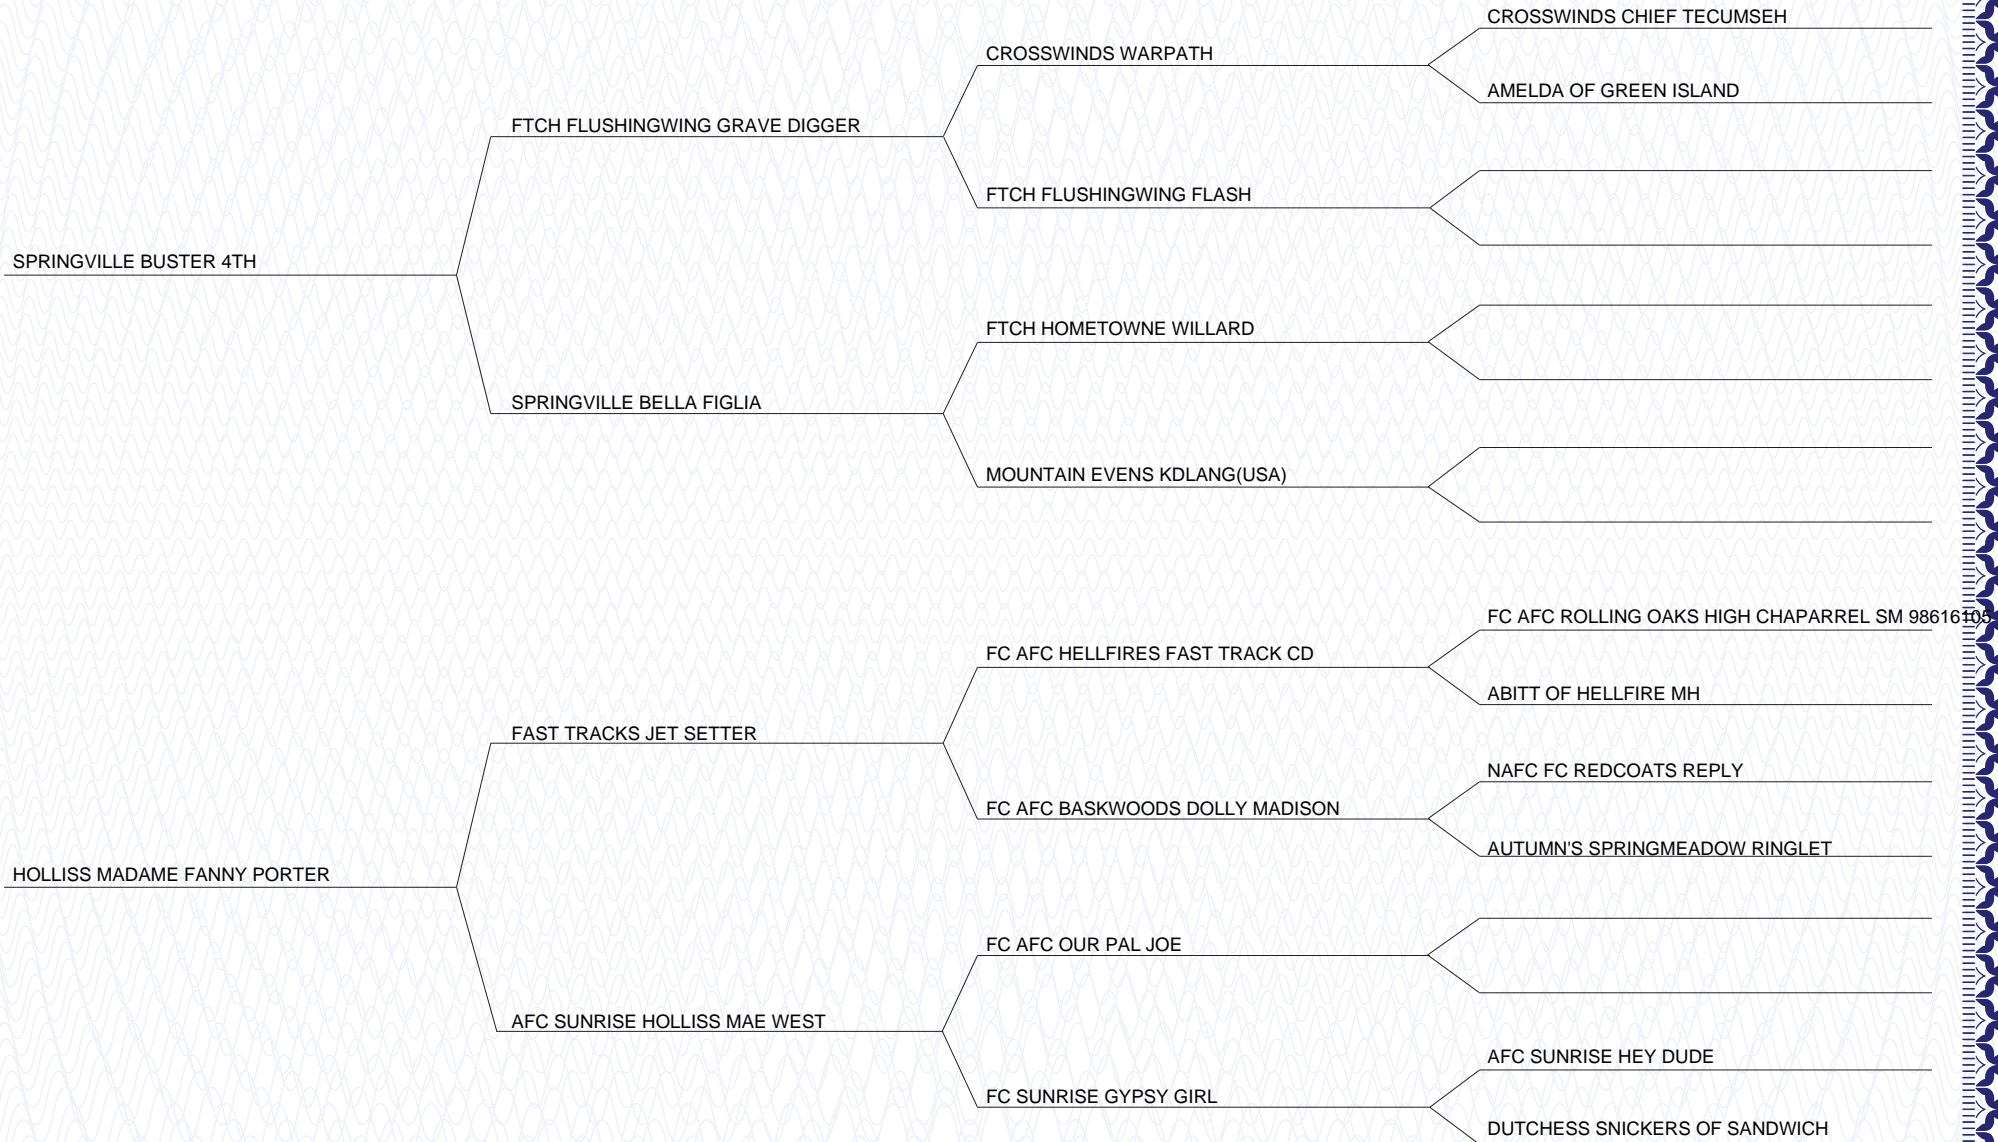 CROSSWINDS CHIEF TECUMSEH
CROSSWINDS WARPATH
AMELDA OF GREEN ISLAND
FTCH FLUSHINGWING GRAVE DIGGER
FTCH FLUSHINGWING FLASH
SPRINGVILLE BUSTER 4TH
FTCH HOMETOWNE WILLARD
SPRINGVILLE BELLA FIGLIA
MOUNTAIN EVENS KDLANG(USA)
FC AFC ROLLING OAKS HIGH CHAPARREL SM 98616105
FC AFC HELLFIRES FAST TRACK CD
ABITT OF HELLFIRE MH
FAST TRACKS JET SETTER
NAFC FC REDCOATS REPLY
FC AFC BASKWOODS DOLLY MADISON
AUTUMN'S SPRINGMEADOW RINGLET
HOLLISS MADAME FANNY PORTER
FC AFC OUR PAL JOE
AFC SUNRISE HOLLISS MAE WEST
AFC SUNRISE HEY DUDE
FC SUNRISE GYPSY GIRL
DUTCHESS SNICKERS OF SANDWICH